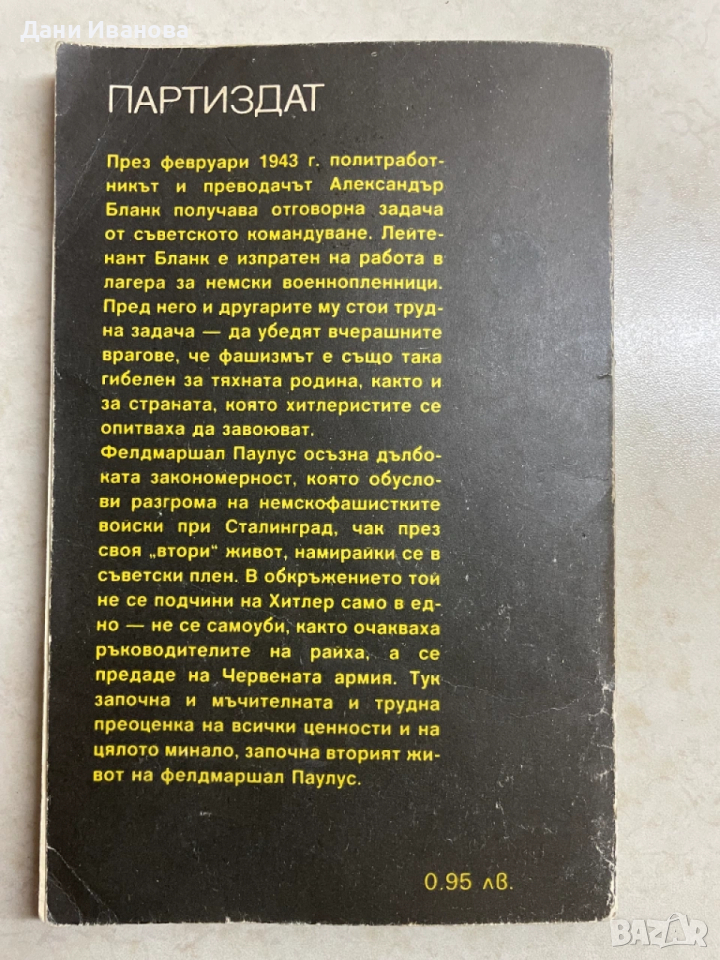 Дани Иванова
ПАРТИЗДАТ
През февруари 1943 г. политработ-
никът и преводачът Александър
Бланк получава отговорна задача
от съветското командуване. Лейте-
нант Бланк е изпратен на работа в
лагера за немски военнопленници.
Пред него и другарите му стои труд-
на задача — да убедят вчерашните
врагове, че фашизмът е също така
гибелен за тяхната родина, както и
за страната, която хитлеристите се
опитваха да завоюват.
Фелдмаршал Паулус осъзна дълбо-
ката закономерност, която обусло-
ви разгрома на немскофашистките
войски при Сталинград, чак през
своя „втори“ живот, намирайки се в
съветски плен. В обкръжението той
не се подчини на Хитлер само в ед-
но — не се самоуби, както очакваха
ръководителите на райха, а се
предаде на Червената армия. Тук
започна и мъчителната и трудна
преоценка на всички ценности и на
цялото минало, започна вторият жи-
вот на фелдмаршал Паулус.
0.95 лв.
BAZAR